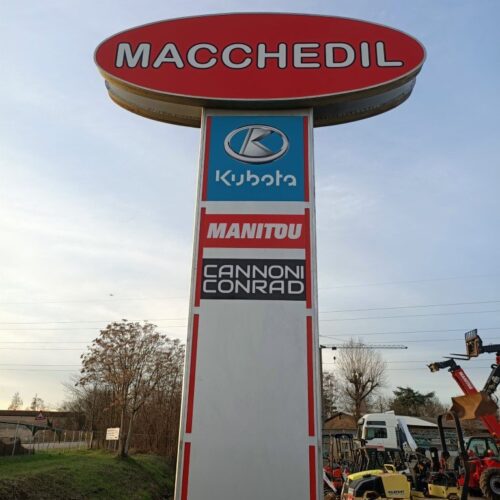 MACCHEDIL
Kubota
MANITOU
CANNONI
CONRAD